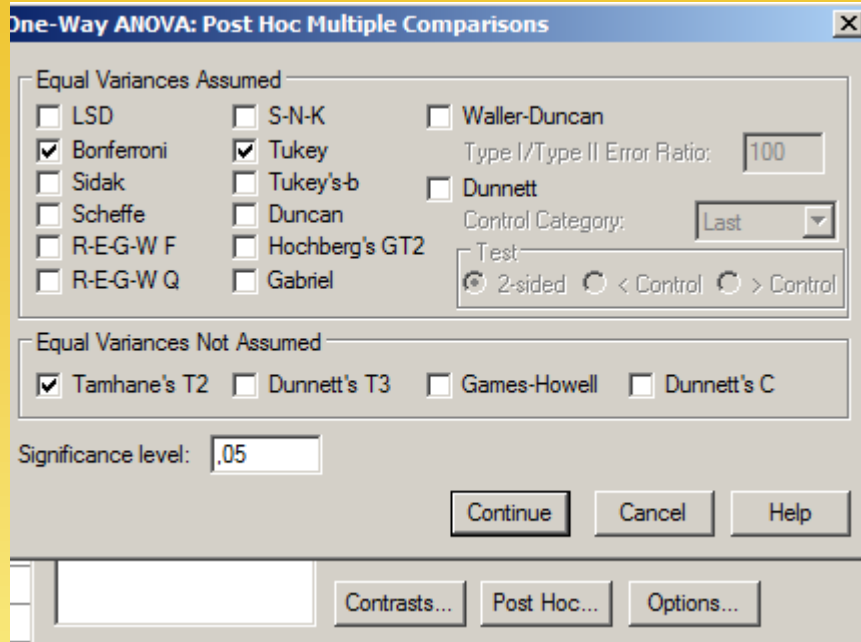 One-Way ANOVA: Post Hoc Multiple Comparisons
Equal Variances Assumed
LSD
Bonferroni
Sidak
Scheffe
R-E-G-W F
R-E-G-W Q
S-N-K
Tukey
Tukey's-b
Duncan
Hochberg's GT2
Gabriel
Waller-Duncan
Type I/Type II Error Ratio: 100
Dunnett
Control Category: Last
Test
2-sided < Control > Control
Equal Variances Not Assumed
Tamhane's T2 Dunnett's T3 Games-Howell Dunnett's C
Significance level: ,05
Continue Cancel Help
Contrasts... Post Hoc... Options...